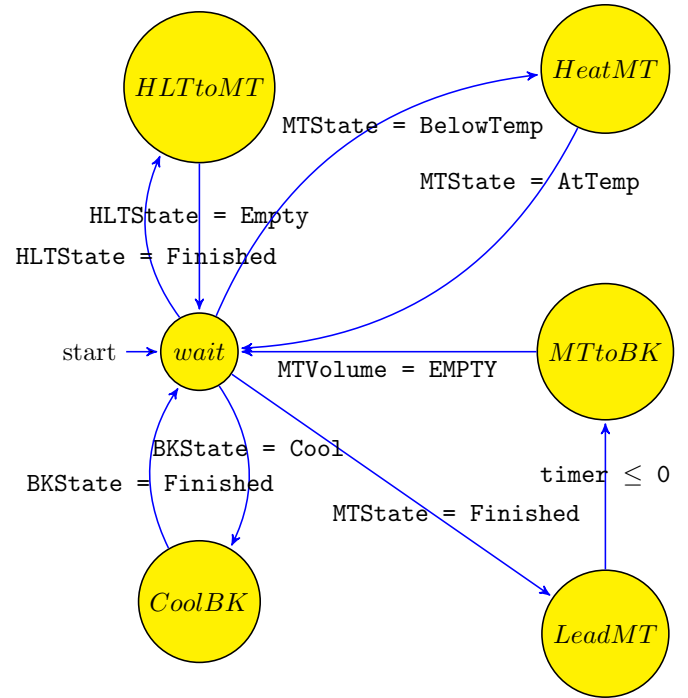 HeatMT
HLTtoMT
MTState = BelowTemp
MTState = AtTemp
HLTState = Empty
HLTState = Finished
start
wait
MTtoBK
MTVolume = EMPTY
BKState = Cool
timer ≤ 0
BKState = Finished
MTState = Finished
CoolBK
LeadMT